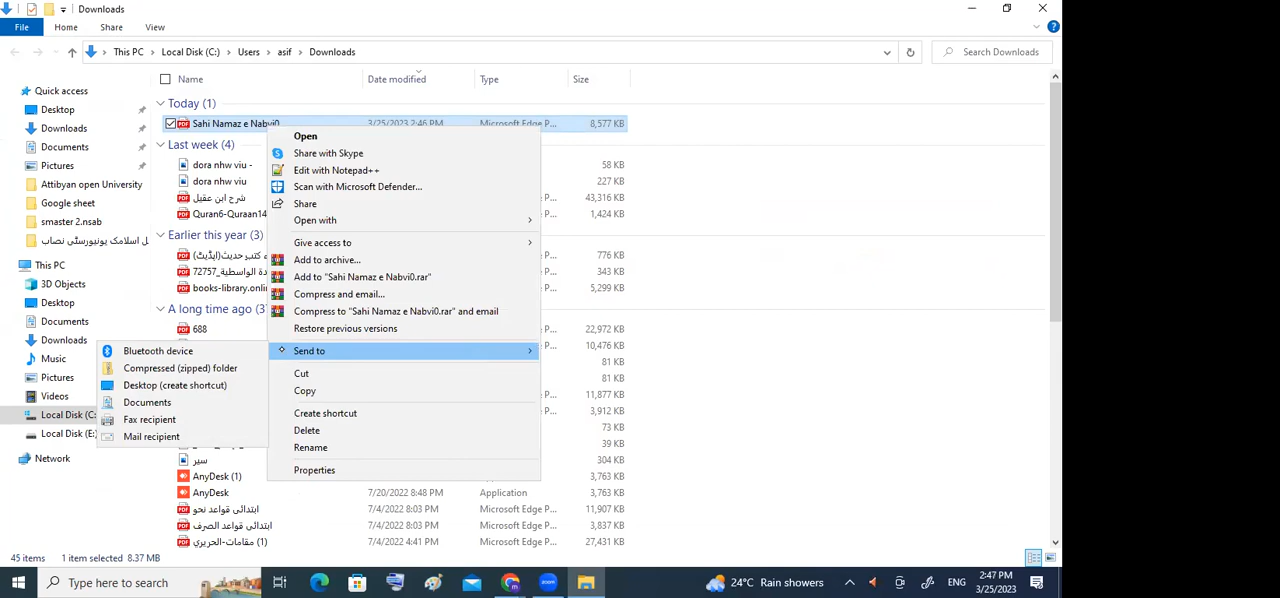 Downloads
File Home Share View
This PC Local Disk (C:) Users asif Downloads Search Downloads
Name Date modified Type Size
Quick access
Desktop
Downloads
Documents
Pictures
Attibyan open University
Google sheet
smaster 2.nsab
ل اسلامک یونیورسٹی نصاب
This PC
3D Objects
Desktop
Documents
Downloads
Music
Pictures
Videos
Local Disk (C:
Local Disk (E:)
Network
Today (1)
Sahi Namaz e Nabvi0 3/25/2023 2:46 PM Microsoft Edge P... 8,577 KB
Last week (4)
dora nhw viu - 58 KB
dora nhw viu 227 KB
شرح ابن عقيل 43,316 KB
Quran6-Quraan14 1,424 KB
Earlier this year (3)
كتب حديث(ایڈیٹ) 776 KB
دة الواسطية_72757 343 KB
books-library.onlin 5,299 KB
A long time ago (3
688 22,972 KB
10,476 KB
81 KB
81 KB
11,877 KB
3,912 KB
73 KB
39 KB
سیر 304 KB
AnyDesk (1) 3,763 KB
AnyDesk 7/20/2022 8:48 PM Application 3,763 KB
ابتدائی قواعد نحو 7/4/2022 8:03 PM Microsoft Edge P... 11,907 KB
ابتدائی قواعد الصرف 7/4/2022 8:03 PM Microsoft Edge P... 3,837 KB
مقامات-الحريري (1) 7/4/2022 4:41 PM Microsoft Edge P... 27,431 KB
Open
Share with Skype
Edit with Notepad++
Scan with Microsoft Defender...
Share
Open with
Give access to
Add to archive...
Add to "Sahi Namaz e Nabvi0.rar"
Compress and email...
Compress to "Sahi Namaz e Nabvi0.rar" and email
Restore previous versions
Send to
Cut
Copy
Create shortcut
Delete
Rename
Properties
Bluetooth device
Compressed (zipped) folder
Desktop (create shortcut)
Documents
Fax recipient
Mail recipient
45 items 1 item selected 8.37 MB
Type here to search 24°C Rain showers ENG 2:47 PM
3/25/2023